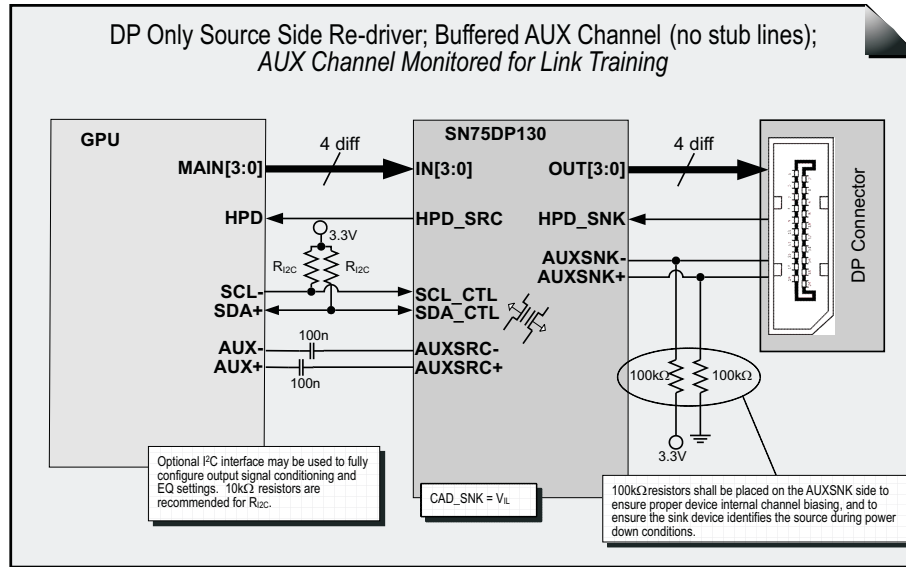 DP Only Source Side Re-driver; Buffered AUX Channel (no stub lines);
AUX Channel Monitored for Link Training
GPU
SN75DP130
4 diff
4 diff
MAIN[3:0]
IN[3:0]
OUT[3:0]
HPD
HPD_SRC
HPD_SNK
3.3V
RI2C
RI2C
AUXSNK-
AUXSNK+
DP Connector
SCL-
SCL_CTL
SDA+
SDA_CTL
100n
AUX-
AUXSRC-
AUX+
AUXSRC+
100n
100kΩ
100kΩ
3.3V
Optional I²C interface may be used to fully
configure output signal conditioning and
EQ settings. 10kΩ resistors are
recommended for RI2C.
CAD_SNK = VIL
100kΩ resistors shall be placed on the AUXSNK side to
ensure proper device internal channel biasing, and to
ensure the sink device identifies the source during power
down conditions.